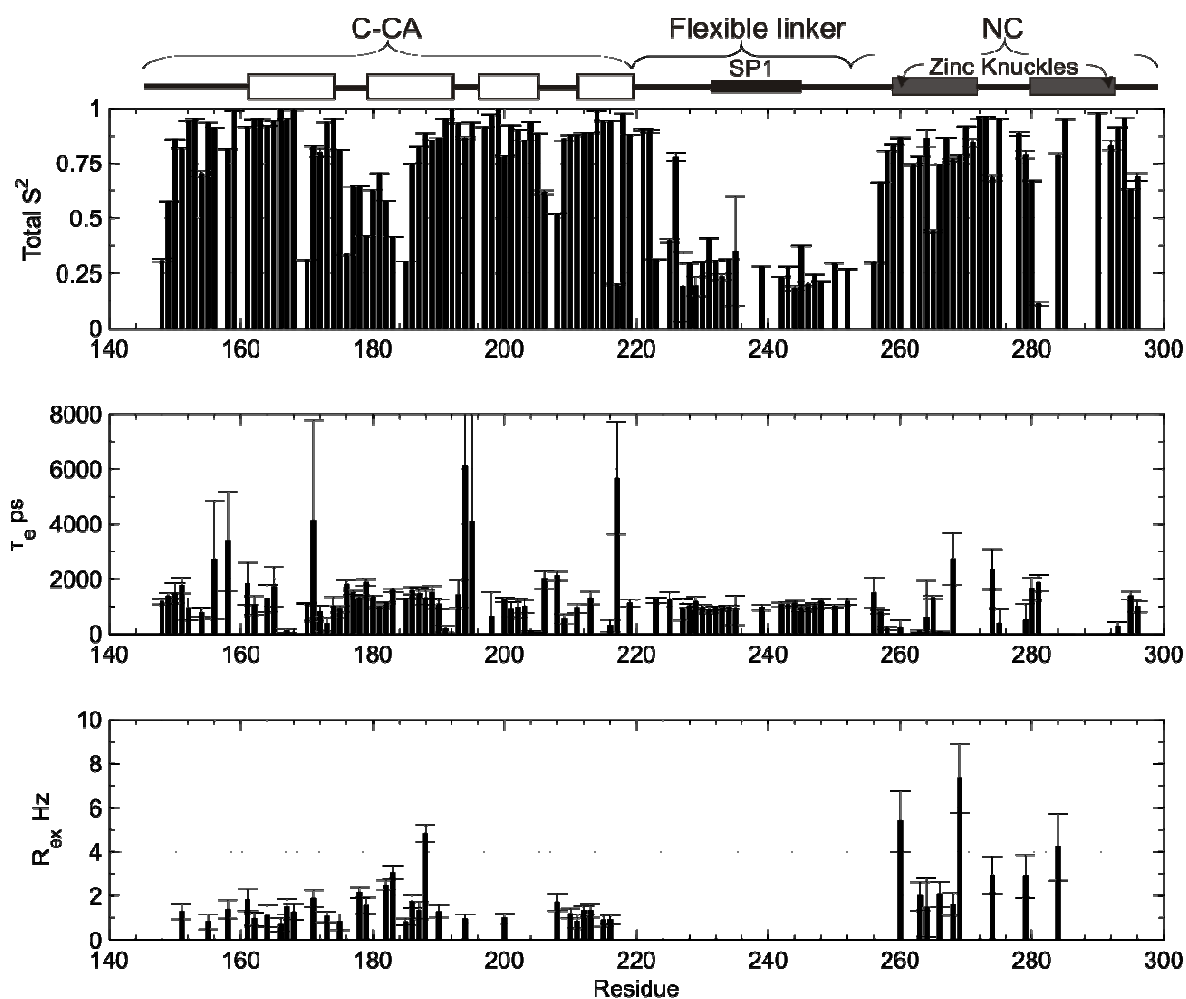 C-CA Flexible linker NC
SP1 Zinc Knuckles
1
0.75
0.5
0.25
0
Total S²
140 160 180 200 220 240 260 280 300
8000
6000
4000
2000
0
τe ps
140 160 180 200 220 240 260 280 300
10
8
6
4
2
0
Rex Hz
140 160 180 200 220 240 260 280 300
Residue